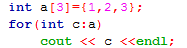 int a[3]={1,2,3};
for(int c:a)
cout << c <<endl;